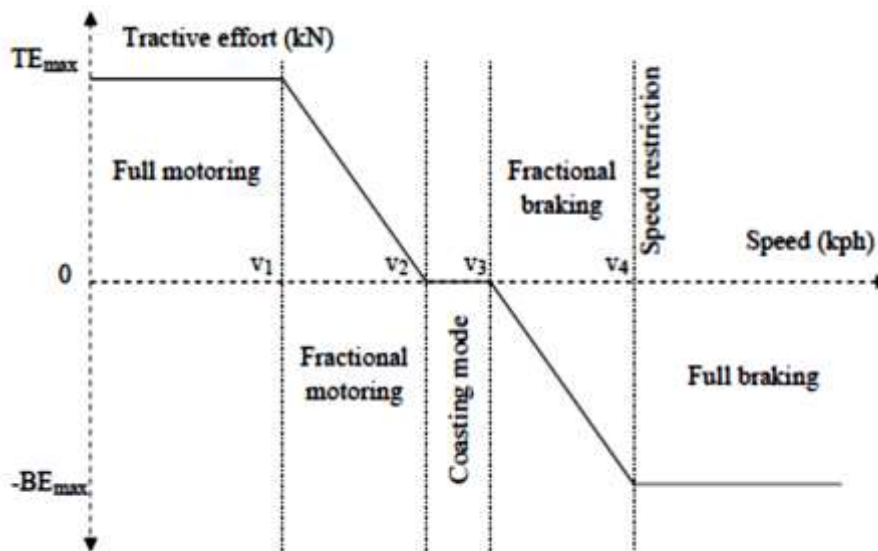 Tractive effort (kN)
TEmax
Full motoring
Fractional
braking
Speed restriction
Speed (kph)
0
v1
v2
v3
v4
Fractional
motoring
Coasting mode
Full braking
-BEmax